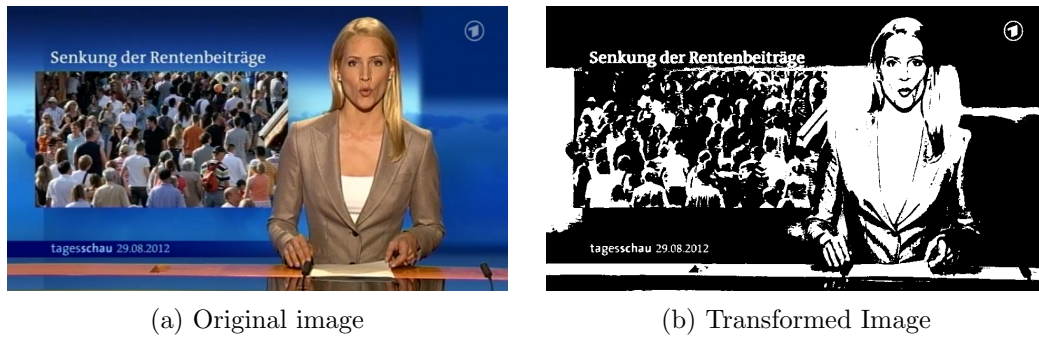 Senkung der Rentenbeiträge
tagesschau 29.08.2012
(a) Original image
Senkung der Rentenbeiträge
tagesschau 29.08.2012
(b) Transformed Image